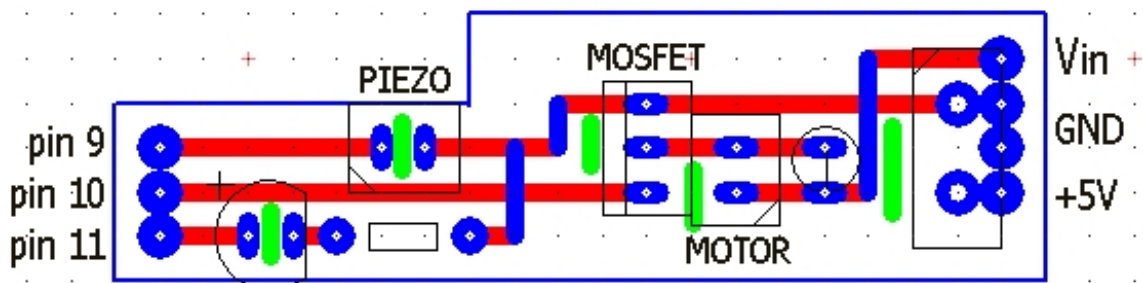 MOSFET
Vin
PIEZO
pin 9
GND
pin 10
+5V
pin 11
MOTOR